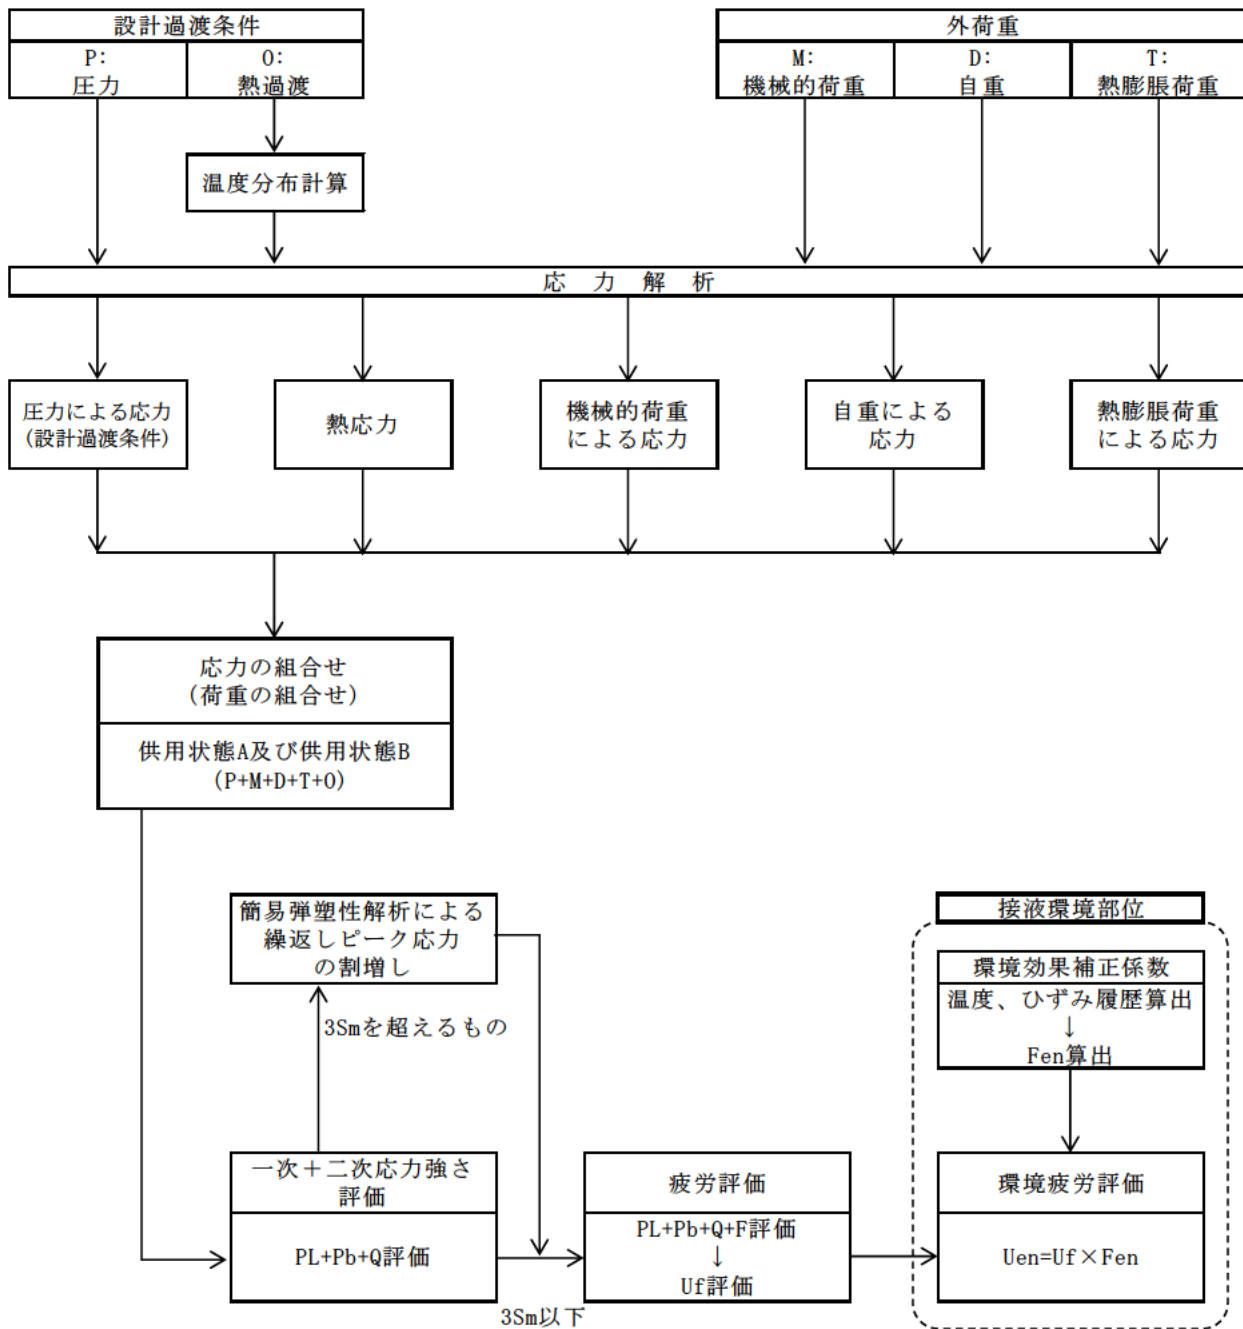 設計過渡条件
P:
圧力
O:
熱過渡
外荷重
M:
機械的荷重
D:
自重
T:
熱膨脹荷重
温度分布計算
応 力 解 析
圧力による応力
(設計過渡条件)
熱応力
機械的荷重
による応力
自重による
応力
熱膨脹荷重
による応力
応力の組合せ
(荷重の組合せ)
供用状態A及び供用状態B
(P+M+D+T+O)
簡易弾塑性解析による
繰返しピーク応力
の割増し
3Smを超えるもの
接液環境部位
環境効果補正係数
温度、ひずみ履歴算出
↓
Fen算出
一次＋二次応力強さ
評価
PL+Pb+Q評価
3Sm以下
疲労評価
PL+Pb+Q+F評価
↓
Uf評価
環境疲労評価
Uen=Uf×Fen